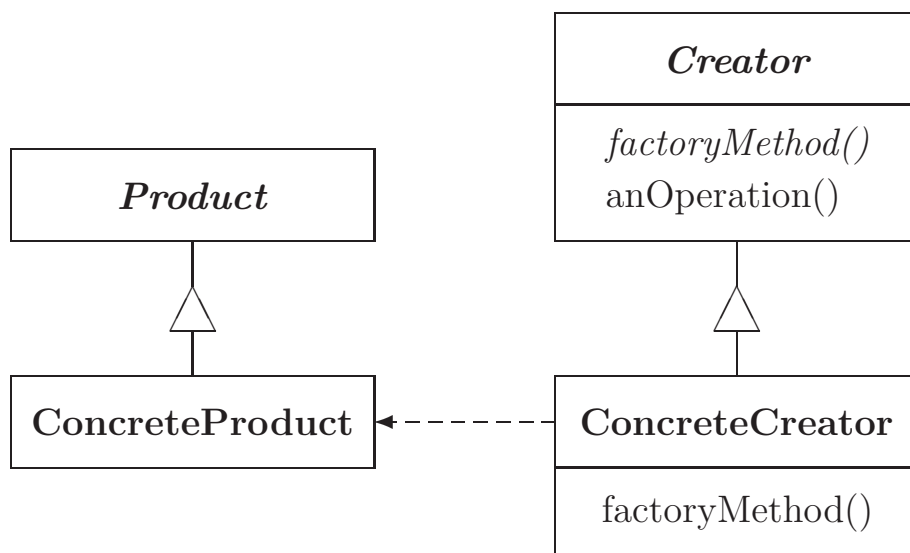 Creator
factoryMethod()
anOperation()
Product
ConcreteProduct
ConcreteCreator
factoryMethod()